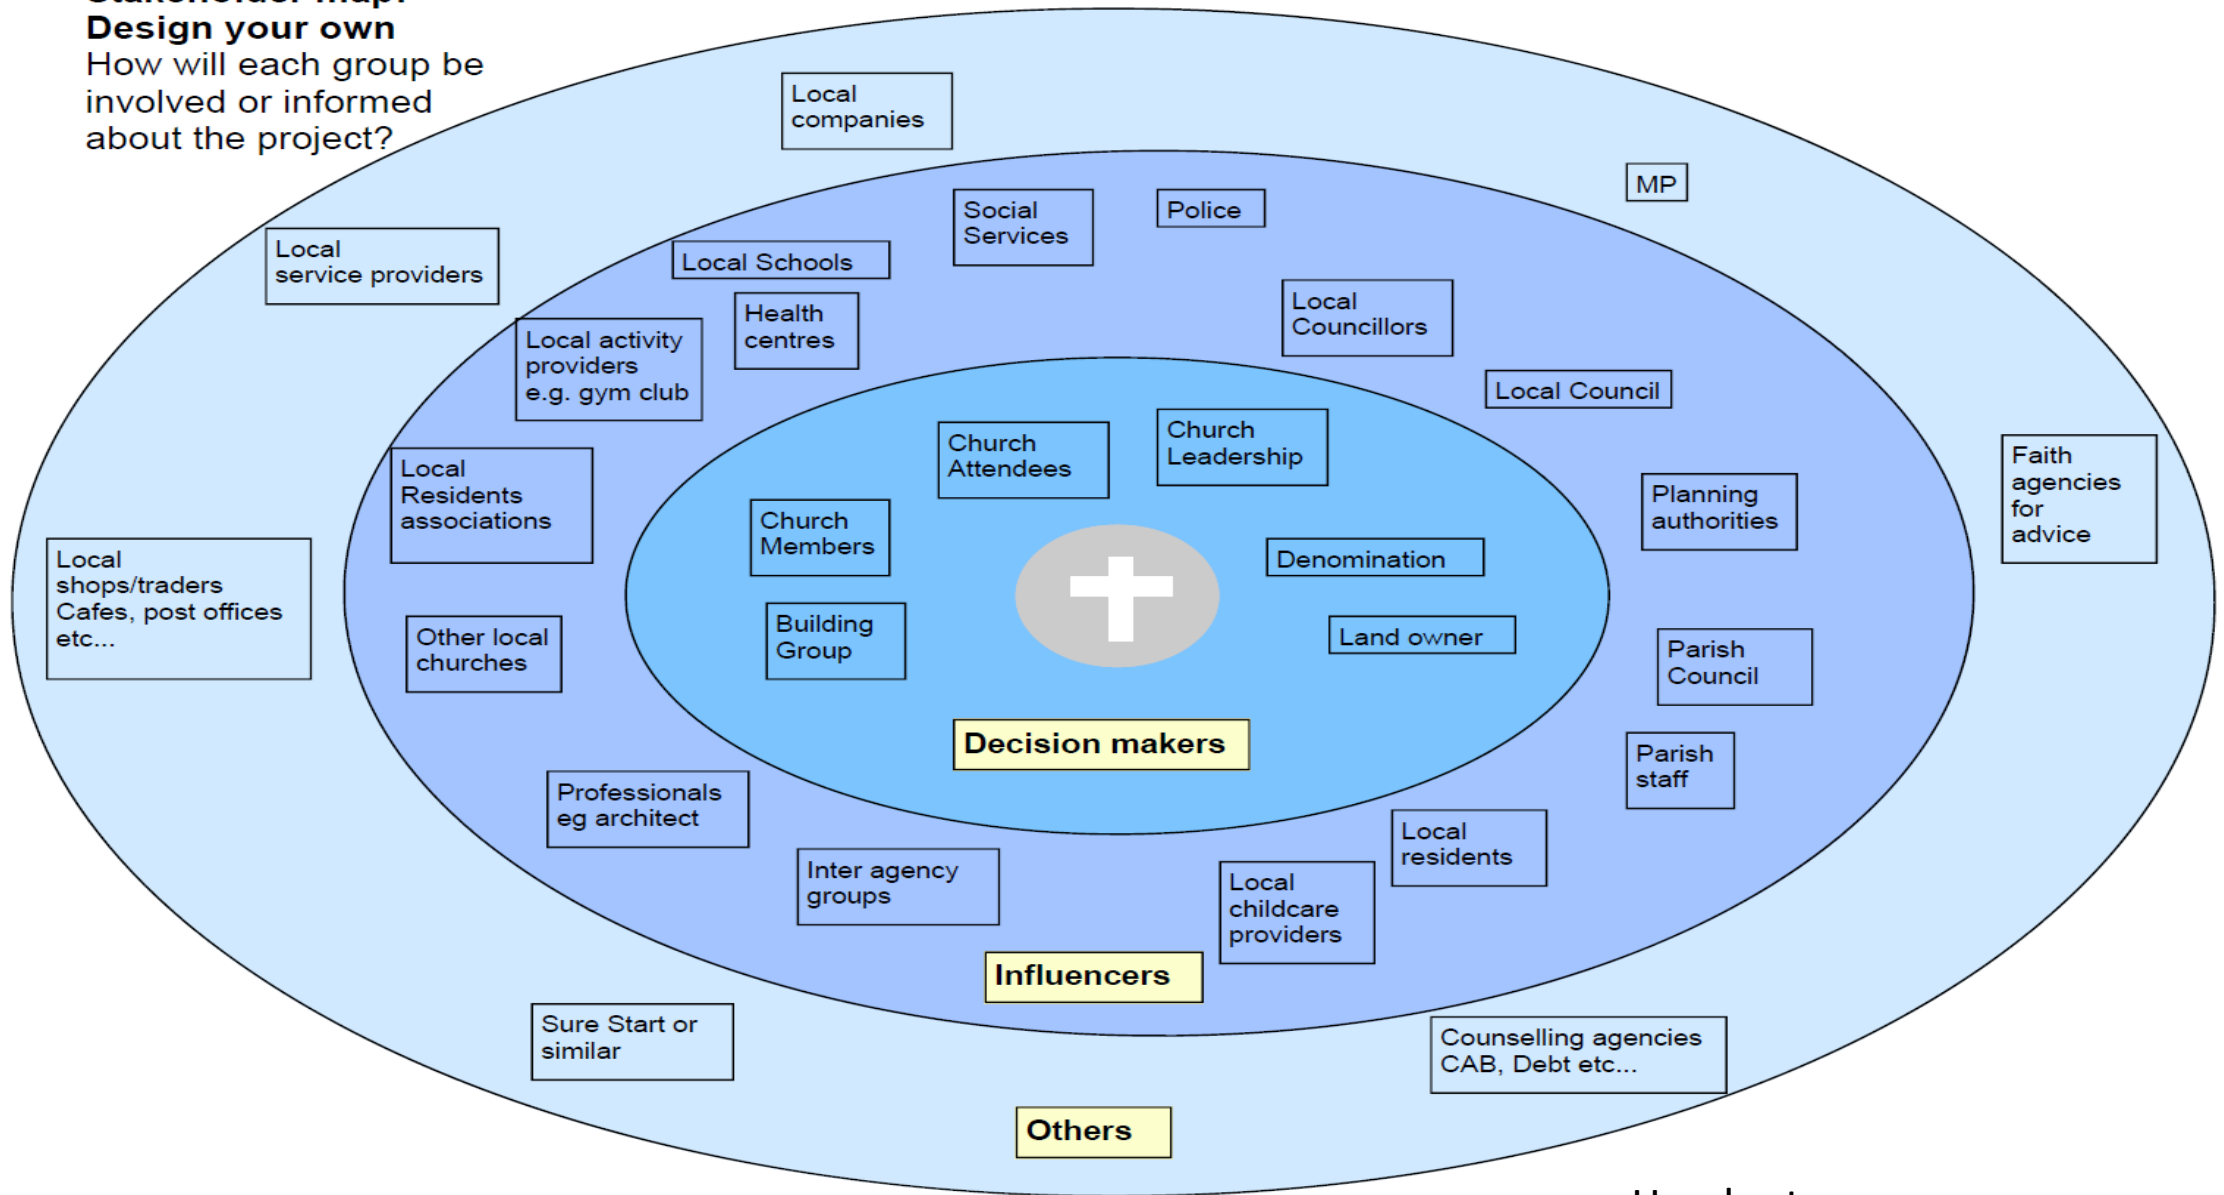 Stakeholder map:
Design your own
How will each group be
involved or informed
about the project?
Local
companies
MP
Social
Services
Police
Local
service providers
Local Schools
Health
centres
Local
Councillors
Local activity
providers
e.g. gym club
Local Council
Church
Attendees
Church
Leadership
Local
Residents
associations
Faith
agencies
for
advice
Planning
authorities
Church
Members
Denomination
Local
shops/traders
Cafes, post offices
etc...
Building
Group
Land owner
Other local
churches
Parish
Council
Decision makers
Parish
staff
Professionals
eg architect
Local
residents
Inter agency
groups
Local
childcare
providers
Influencers
Sure Start or
similar
Counselling agencies
CAB, Debt etc...
Others